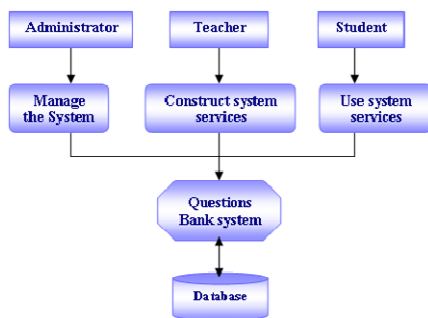 Administrator
Teacher
Student
Manage
the System
Construct system
services
Use system
services
Questions
Bank system
Database